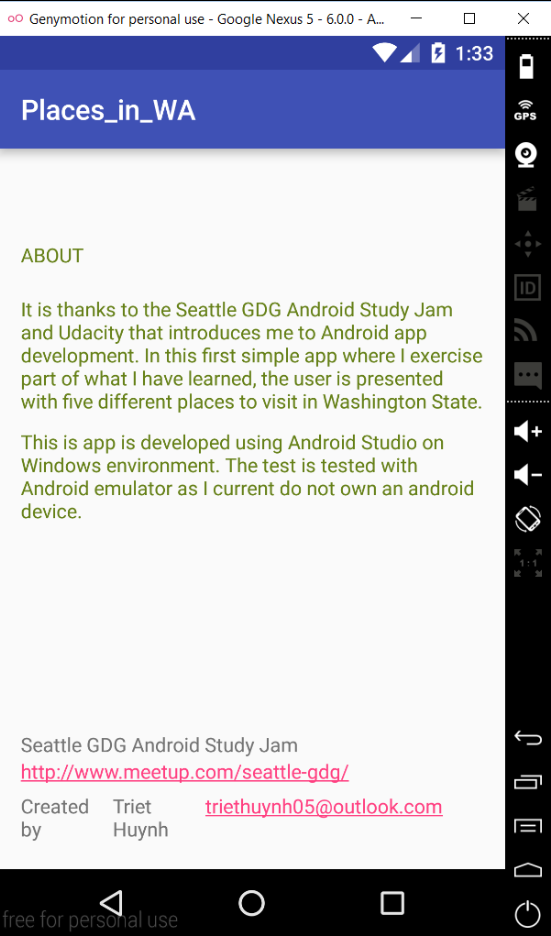 Genymotion for personal use - Google Nexus 5 - 6.0.0 - A...
1:33
GPS
Places_in_WA
ABOUT
ID
It is thanks to the Seattle GDG Android Study Jam
and Udacity that introduces me to Android app
development. In this first simple app where I exercise
part of what I have learned, the user is presented
with five different places to visit in Washington State.
This is app is developed using Android Studio on
Windows environment. The test is tested with
Android emulator as I current do not own an android
device.
1:1
Seattle GDG Android Study Jam
http://www.meetup.com/seattle-gdg/
Created by
Triet Huynh
triethuynh05@outlook.com
free for personal use